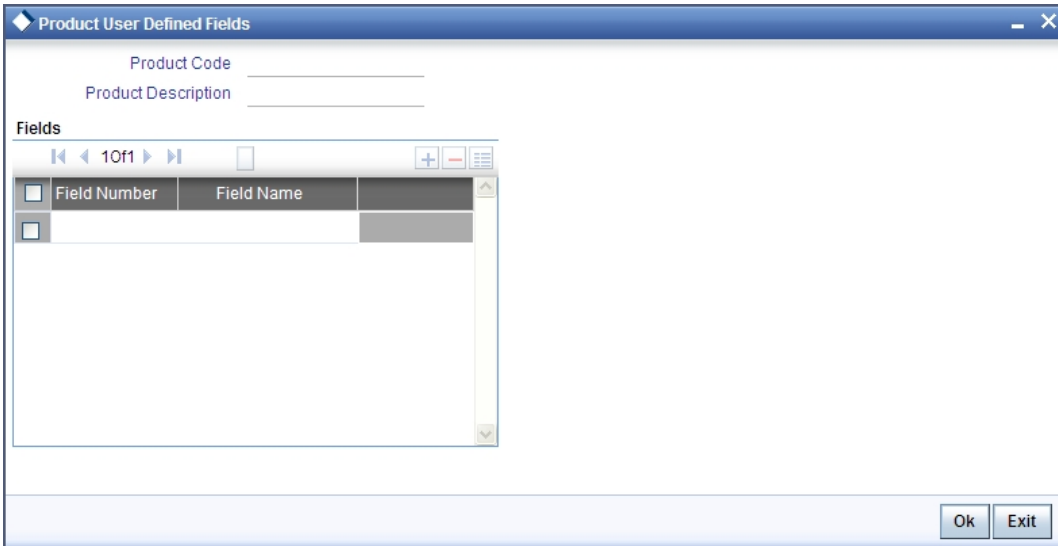 Product User Defined Fields
Product Code
Product Description
Fields
1Of1
Field Number Field Name
Ok Exit